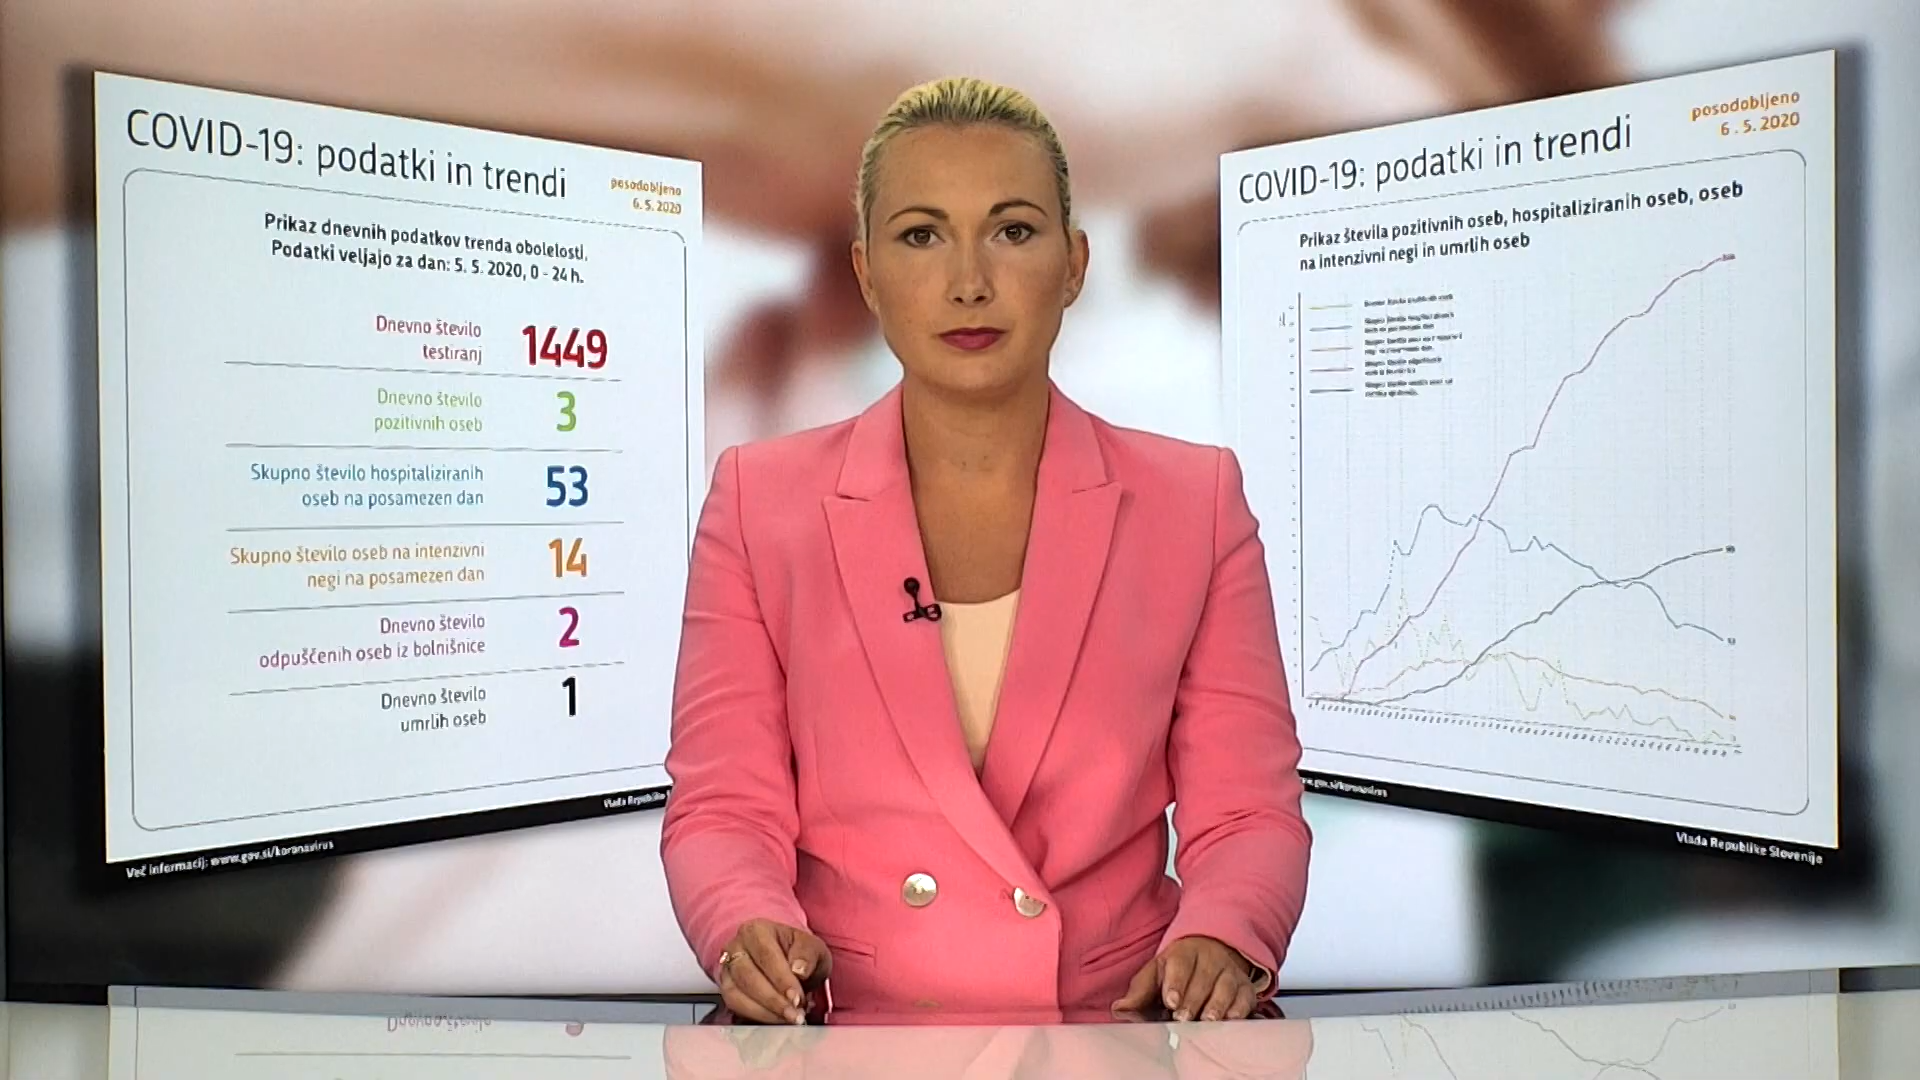 COVID-19: podatki in trendi
posodobljeno
6. 5. 2020
Prikaz dnevnih podatkov trenda obolelosti.
Podatki veljajo za dan: 5. 5. 2020, 0 - 24 h.
Dnevno število
testiranj
1449
Dnevno število
pozitivnih oseb
3
Skupno število hospitaliziranih
oseb na posamezen dan
53
Skupno število oseb na intenzivni
negi na posamezen dan
14
Dnevno število
odpuščenih oseb iz bolnišnice
2
Dnevno število
umrlih oseb
1
Vlada Republike
Več informacij: www.gov.si/koronavirus
COVID-19: podatki in trendi
posodobljeno
6. 5. 2020
Prikaz števila pozitivnih oseb, hospitaliziranih oseb, oseb
na intenzivni negi in umrlih oseb
www.gov.si/koronavirus
Vlada Republike Slovenije